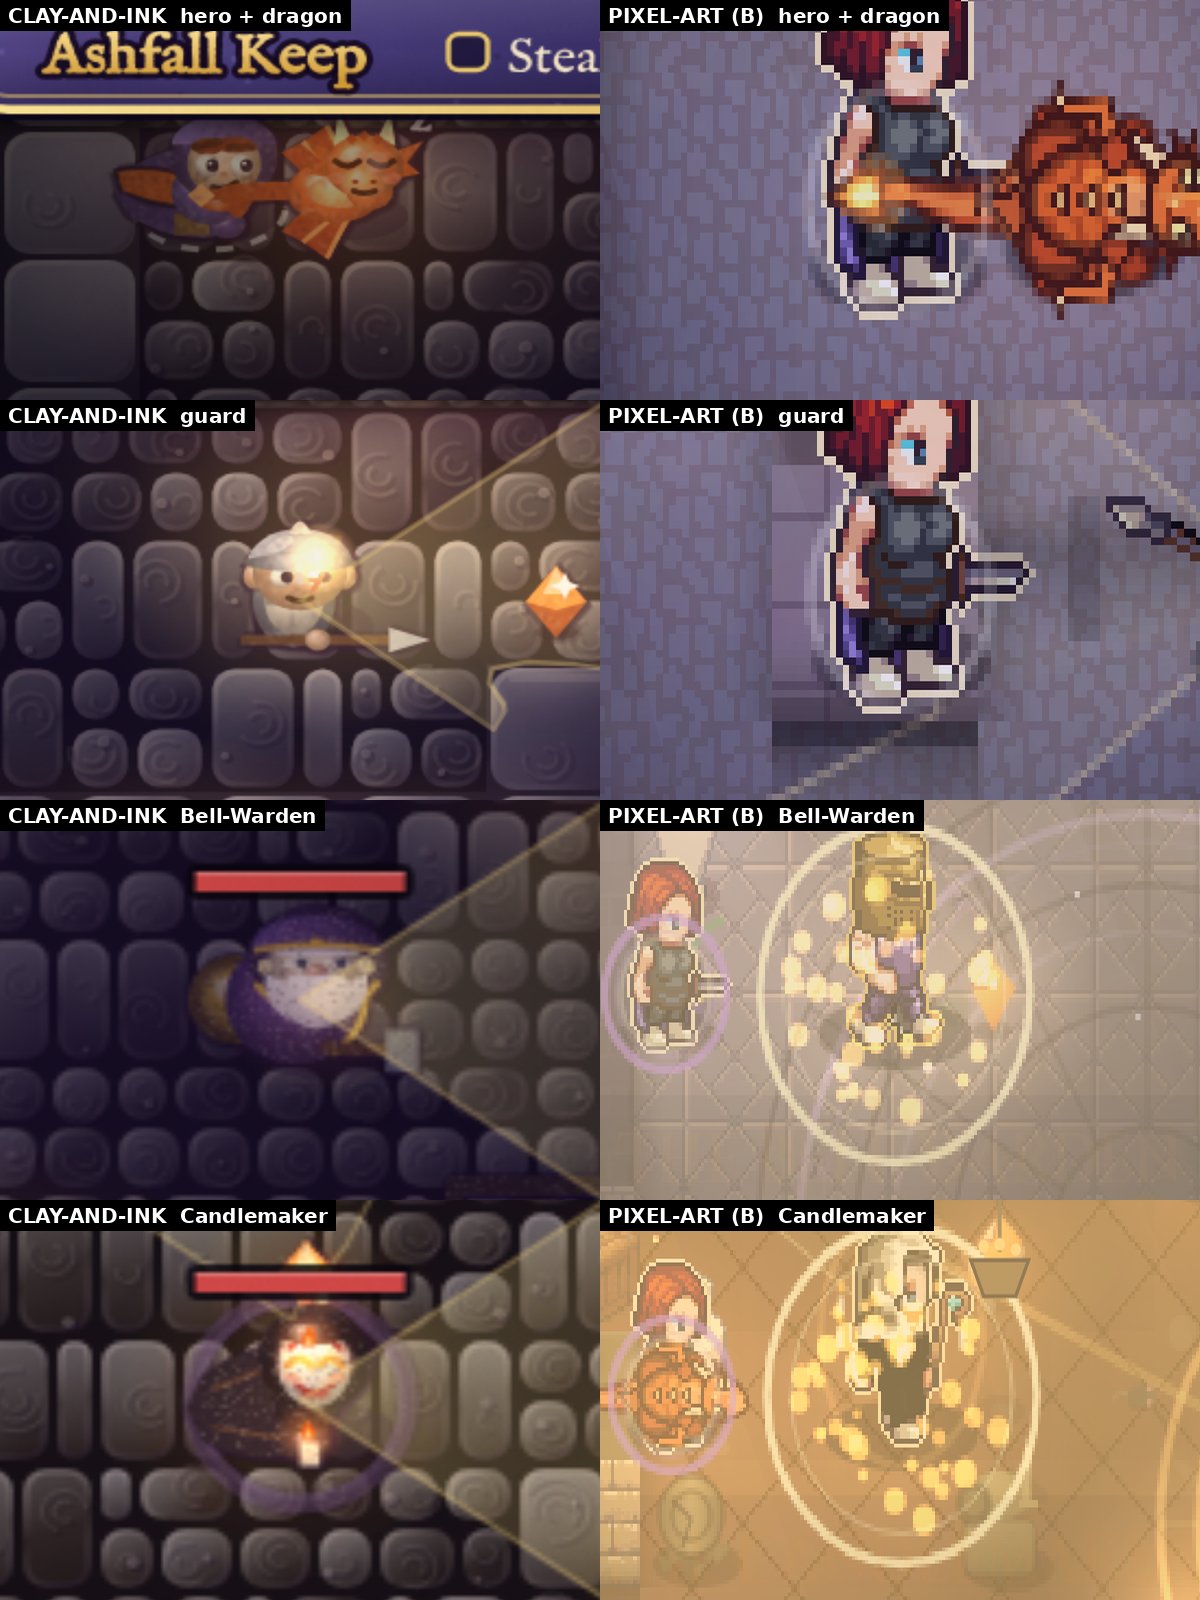 CLAY-AND-INK hero + dragon
PIXEL-ART (B) hero + dragon
Ashfall Keep
Stea
z
CLAY-AND-INK guard
PIXEL-ART (B) guard
CLAY-AND-INK Bell-Warden
PIXEL-ART (B) Bell-Warden
CLAY-AND-INK Candlemaker
PIXEL-ART (B) Candlemaker